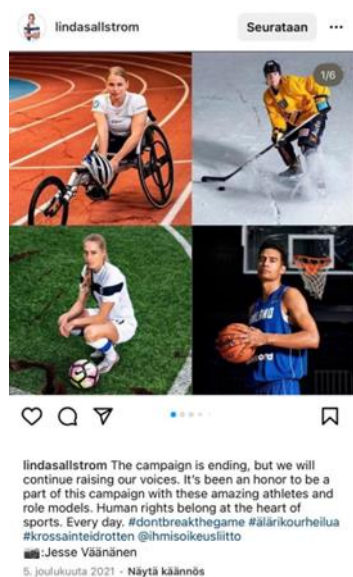 lindasallstrom
Seurataan
1/6
lindasallstrom The campaign is ending, but we will
continue raising our voices. It's been an honor to be a
part of this campaign with these amazing athletes and
role models. Human rights belong at the heart of
sports. Every day. #dontbreakthegame #älärikourheilua
#krossainteidrotten @ihmisoikeusliitto
📷:Jesse Väänänen
5. joulukuuta 2021 · Näytä käännös